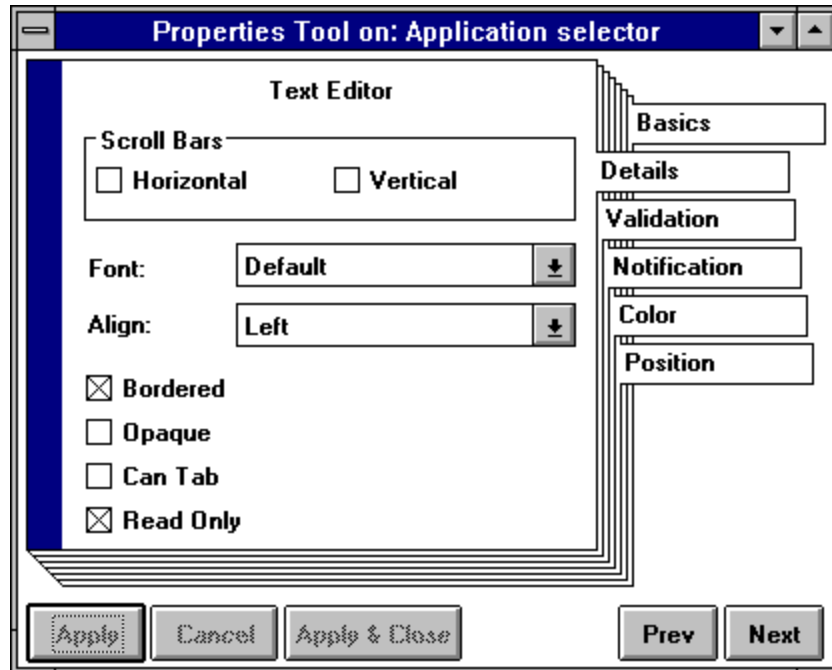 Properties Tool on: Application selector
Text Editor
Scroll Bars
Horizontal Vertical
Font: Default
Align: Left
Bordered
Opaque
Can Tab
Read Only
Basics
Details
Validation
Notification
Color
Position
Apply Cancel Apply & Close Prev Next